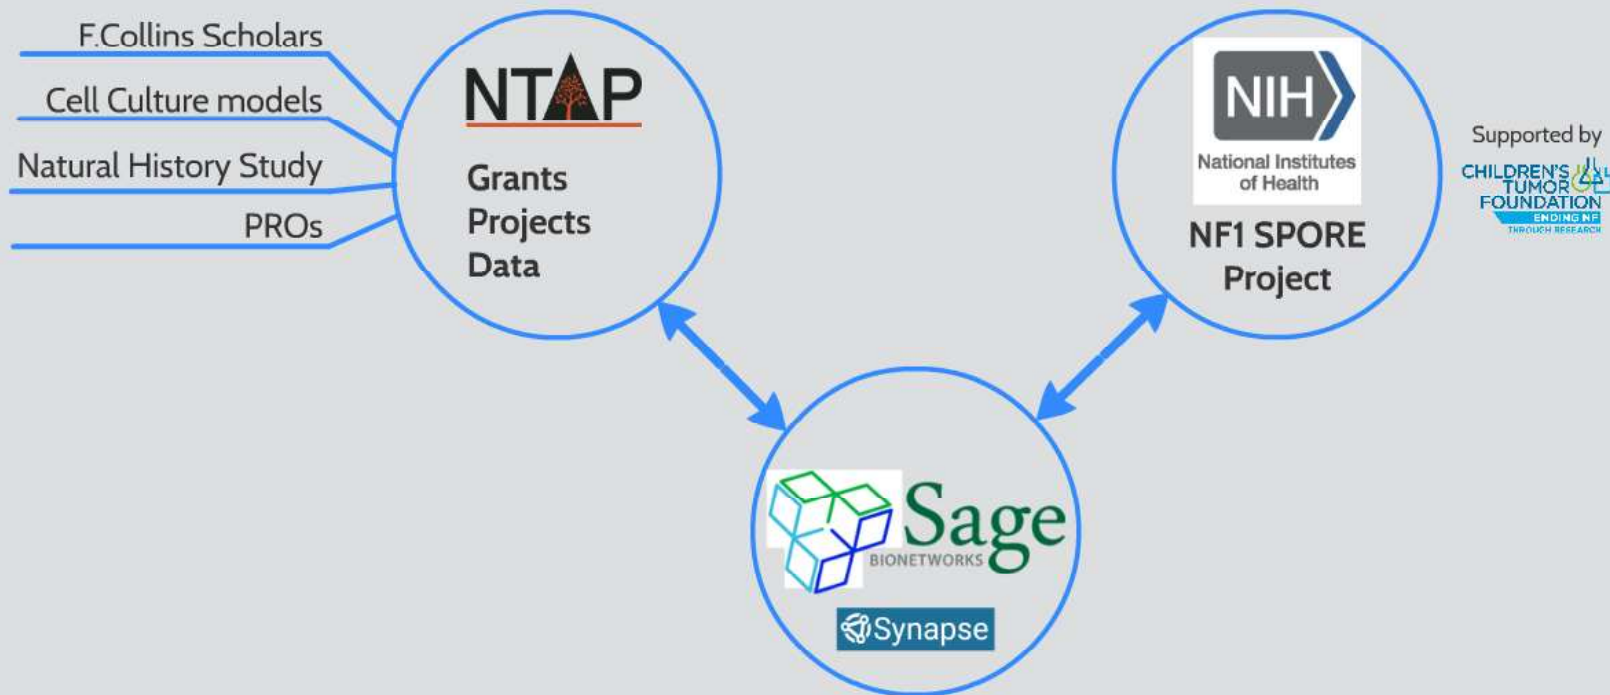 F.Collins Scholars
Cell Culture models
Natural History Study
PROs
NTAP
Grants
Projects
Data
NIH
National Institutes
of Health
NF1 SPORE
Project
Supported by
CHILDREN'S
TUMOR
FOUNDATION
ENDING NF
THROUGH RESEARCH
Sage
BIONETWORKS
Synapse